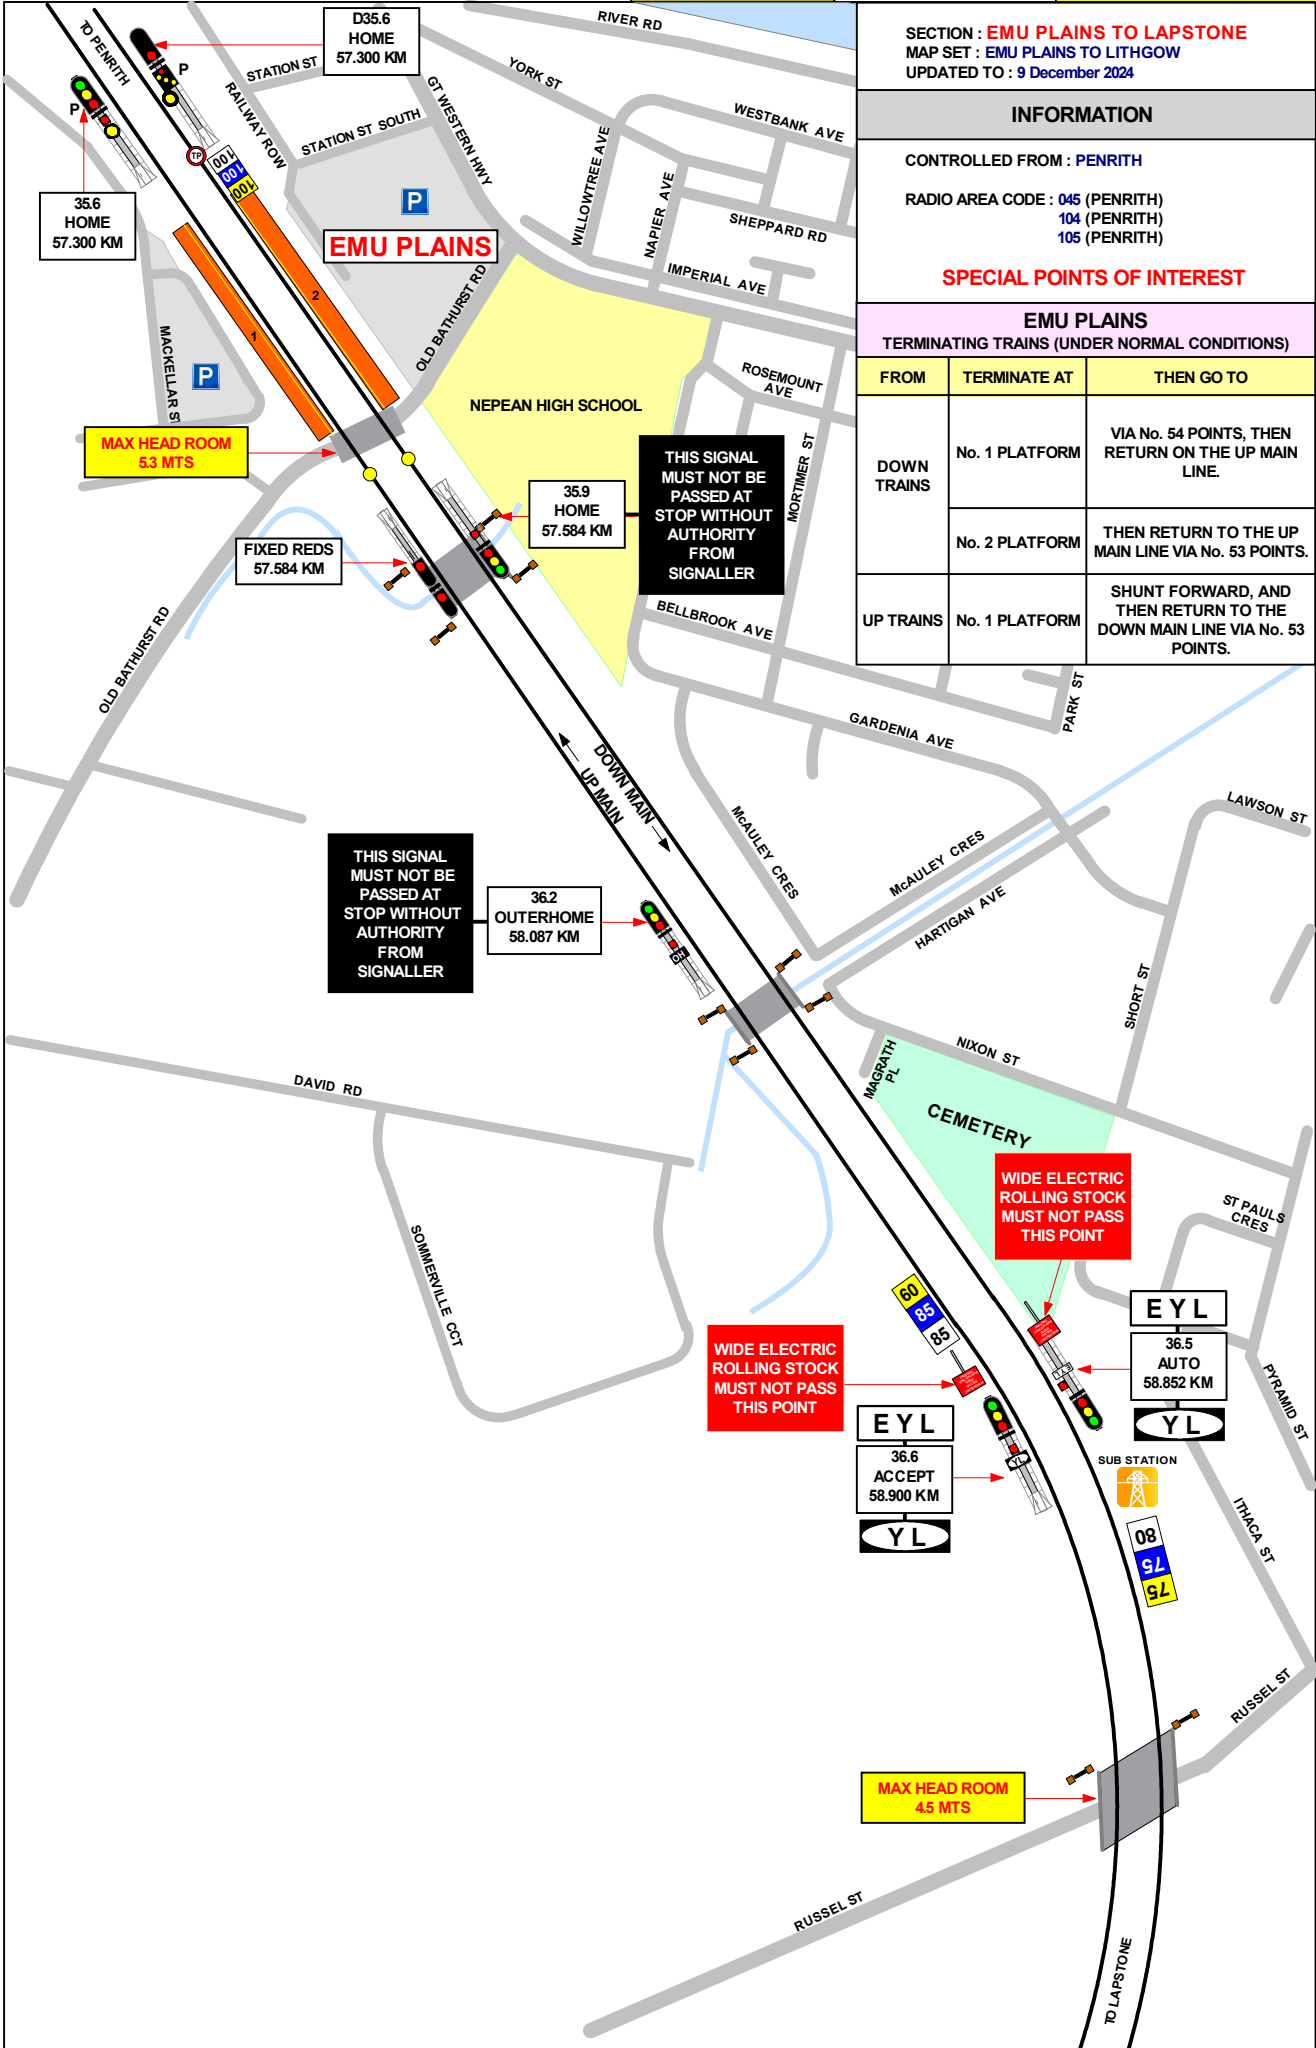 SECTION : EMU PLAINS TO LAPSTONE
MAP SET : EMU PLAINS TO LITHGOW
UPDATED TO : 9 December 2024
INFORMATION
CONTROLLED FROM : PENRITH
RADIO AREA CODE : 045 (PENRITH)
104 (PENRITH)
105 (PENRITH)
SPECIAL POINTS OF INTEREST
EMU PLAINS
TERMINATING TRAINS (UNDER NORMAL CONDITIONS)
FROM
TERMINATE AT
THEN GO TO
DOWN
TRAINS
No. 1 PLATFORM
VIA No. 54 POINTS, THEN
RETURN ON THE UP MAIN
LINE.
No. 2 PLATFORM
THEN RETURN TO THE UP
MAIN LINE VIA No. 53 POINTS.
UP TRAINS
No. 1 PLATFORM
SHUNT FORWARD, AND
THEN RETURN TO THE
DOWN MAIN LINE VIA No. 53
POINTS.
TO PENRITH
D35.6
HOME
57.300 KM
P
P
35.6
HOME
57.300 KM
TP
100
100
100
STATION ST
RAILWAY ROW
STATION ST SOUTH
GT WESTERN HWY
RIVER RD
YORK ST
WESTBANK AVE
WILLOWTREE AVE
NAPIER AVE
SHEPPARD RD
IMPERIAL AVE
P
EMU PLAINS
1
2
MACKELLAR ST
P
OLD BATHURST RD
MAX HEAD ROOM
5.3 MTS
NEPEAN HIGH SCHOOL
ROSEMOUNT
AVE
MORTIMER ST
35.9
HOME
57.584 KM
THIS SIGNAL
MUST NOT BE
PASSED AT
STOP WITHOUT
AUTHORITY
FROM
SIGNALLER
FIXED REDS
57.584 KM
OLD BATHURST RD
BELLBROOK AVE
PARK ST
GARDENIA AVE
UP MAIN
DOWN MAIN
McAULEY CRES
McAULEY CRES
HARTIGAN AVE
LAWSON ST
THIS SIGNAL
MUST NOT BE
PASSED AT
STOP WITHOUT
AUTHORITY
FROM
SIGNALLER
36.2
OUTERHOME
58.087 KM
OH
SHORT ST
NIXON ST
MAGRATH
PL
CEMETERY
DAVID RD
SOMMERVILLE CCT
WIDE ELECTRIC
ROLLING STOCK
MUST NOT PASS
THIS POINT
ST PAULS
CRES
60
85
85
WIDE ELECTRIC
ROLLING STOCK
MUST NOT PASS
THIS POINT
E Y L
36.5
AUTO
58.852 KM
Y L
E Y L
36.6
ACCEPT
58.900 KM
Y L
YL
PYRAMID ST
SUB STATION
80
75
75
ITHACA ST
RUSSEL ST
MAX HEAD ROOM
4.5 MTS
RUSSEL ST
TO LAPSTONE